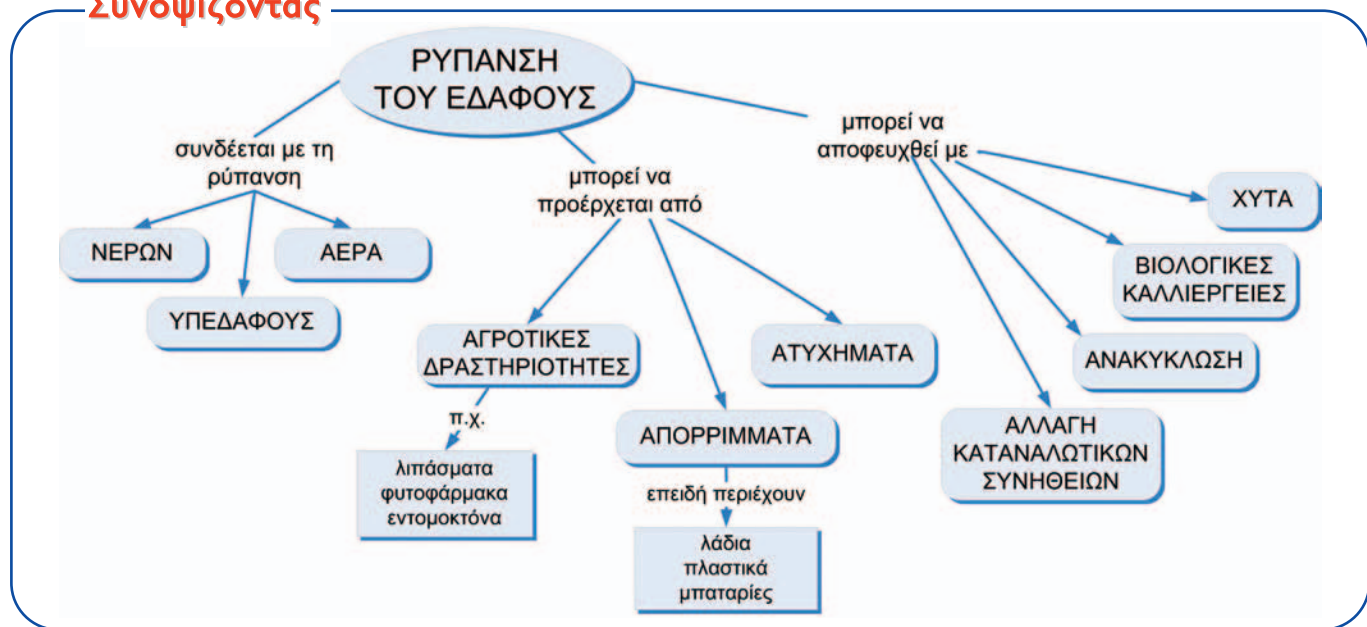 Συνοψίζοντας
ΡΥΠΑΝΣΗ
ΤΟΥ ΕΔΑΦΟΥΣ
συνδέεται με τη
ρύπανση
ΝΕΡΩΝ
ΑΕΡΑ
ΥΠΕΔΑΦΟΥΣ
μπορεί να
προέρχεται από
ΑΓΡΟΤΙΚΕΣ
ΔΡΑΣΤΗΡΙΟΤΗΤΕΣ
π.χ.
λιπάσματα
φυτοφάρμακα
εντομοκτόνα
ΑΠΟΡΡΙΜΜΑΤΑ
επειδή περιέχουν
λάδια
πλαστικά
μπαταρίες
ΑΤΥΧΗΜΑΤΑ
μπορεί να
αποφευχθεί με
ΧΥΤΑ
ΒΙΟΛΟΓΙΚΕΣ
ΚΑΛΛΙΕΡΓΕΙΕΣ
ΑΝΑΚΥΚΛΩΣΗ
ΑΛΛΑΓΗ
ΚΑΤΑΝΑΛΩΤΙΚΩΝ
ΣΥΝΗΘΕΙΩΝ